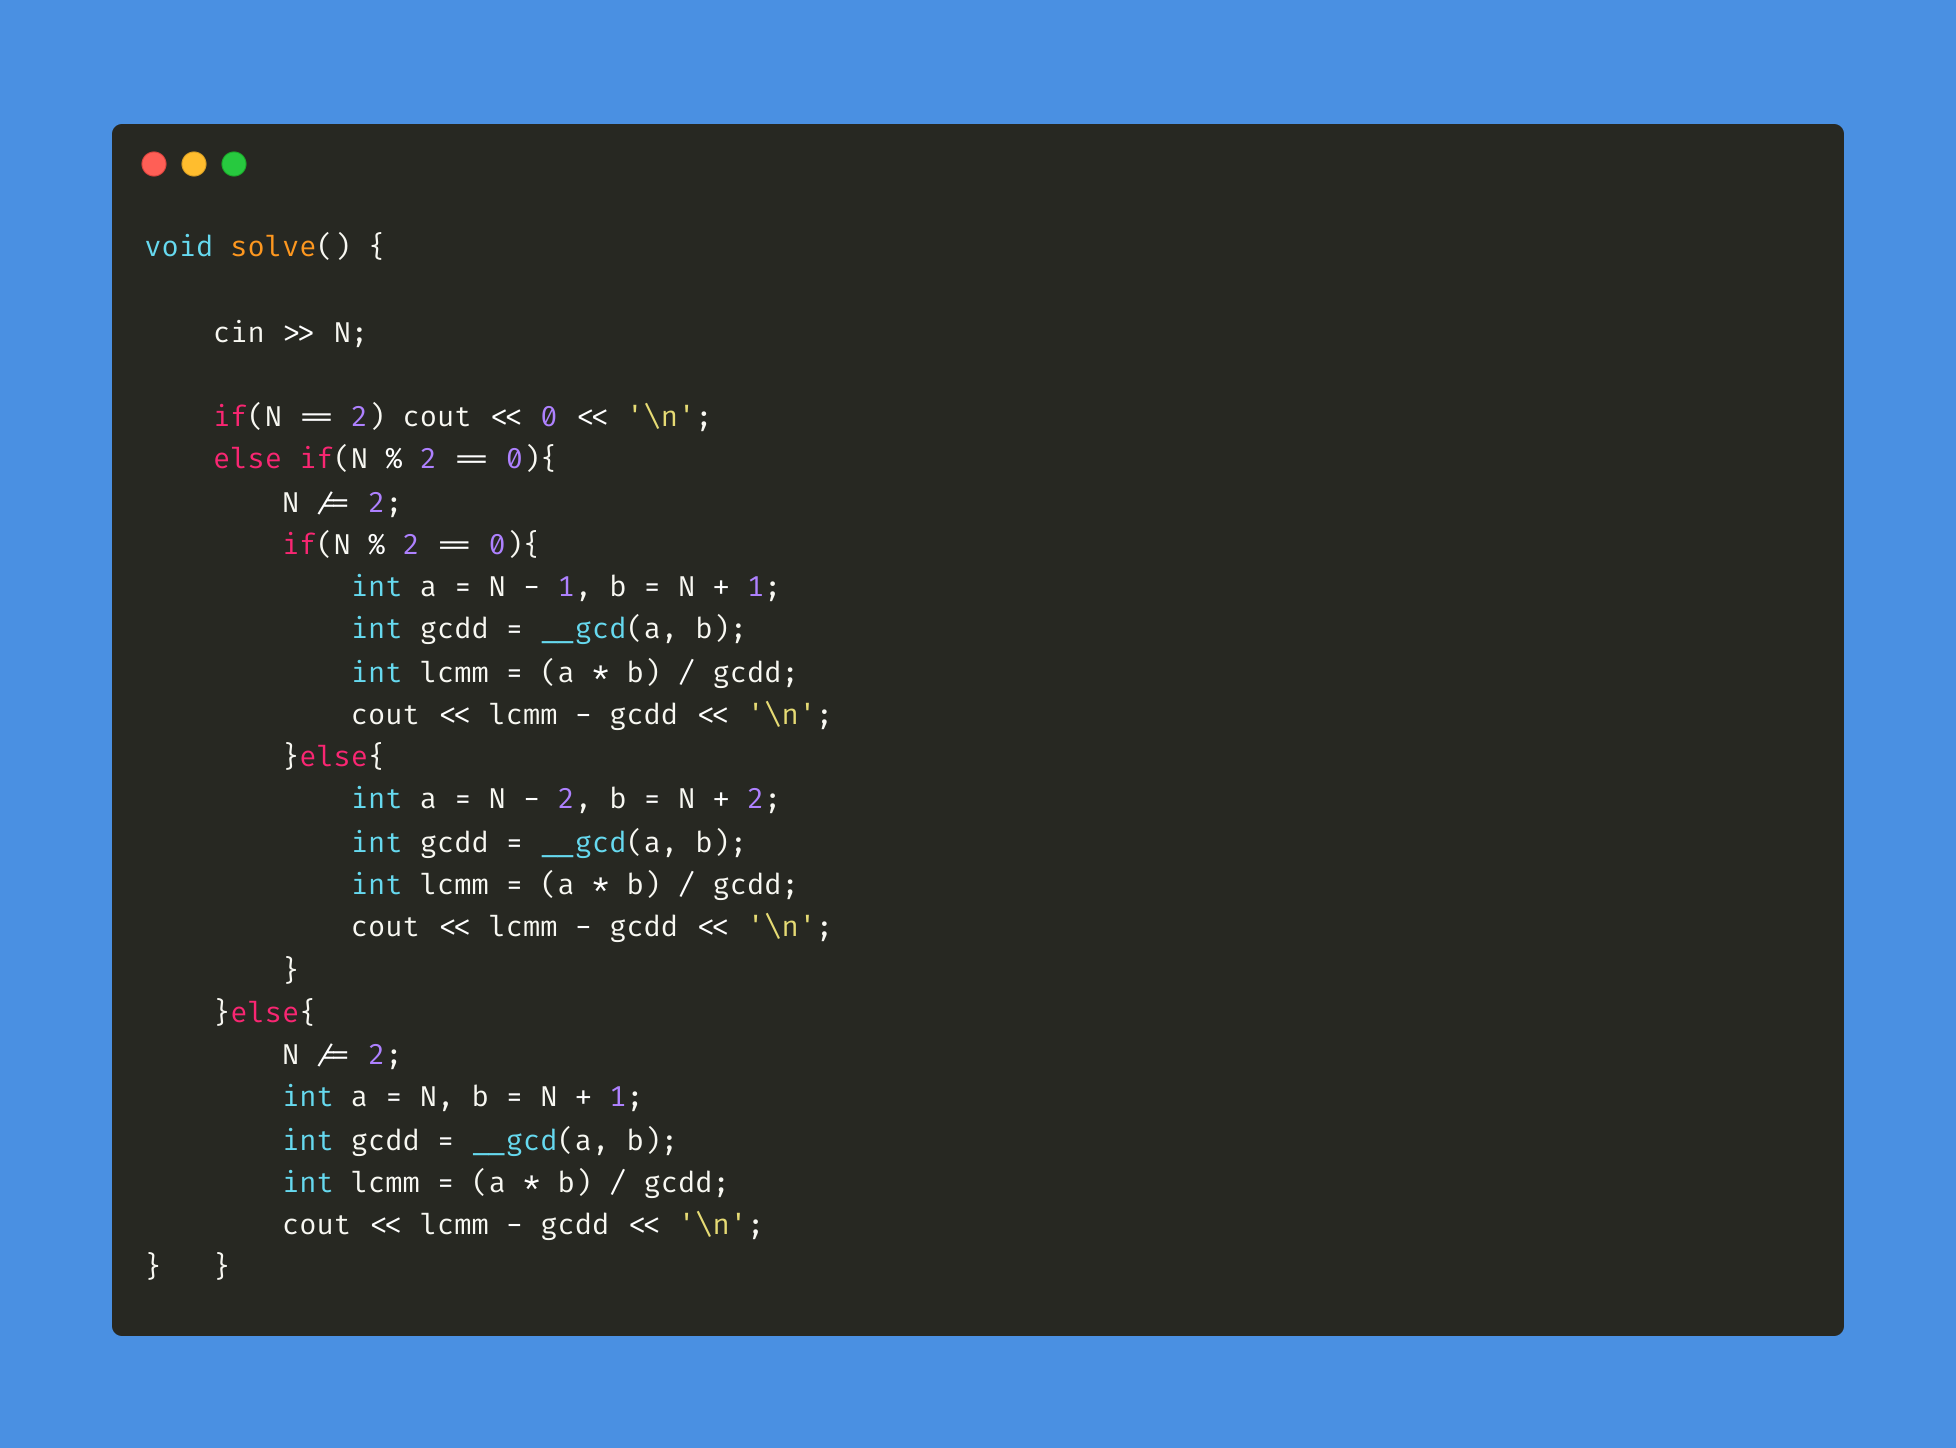 void solve() {
    cin >> N;
    if(N == 2) cout << 0 << '\n';
    else if(N % 2 == 0){
        N /= 2;
        if(N % 2 == 0){
            int a = N - 1, b = N + 1;
            int gcdd = __gcd(a, b);
            int lcmm = (a * b) / gcdd;
            cout << lcmm - gcdd << '\n';
        }else{
            int a = N - 2, b = N + 2;
            int gcdd = __gcd(a, b);
            int lcmm = (a * b) / gcdd;
            cout << lcmm - gcdd << '\n';
        }
    }else{
        N /= 2;
        int a = N, b = N + 1;
        int gcdd = __gcd(a, b);
        int lcmm = (a * b) / gcdd;
        cout << lcmm - gcdd << '\n';
}   }